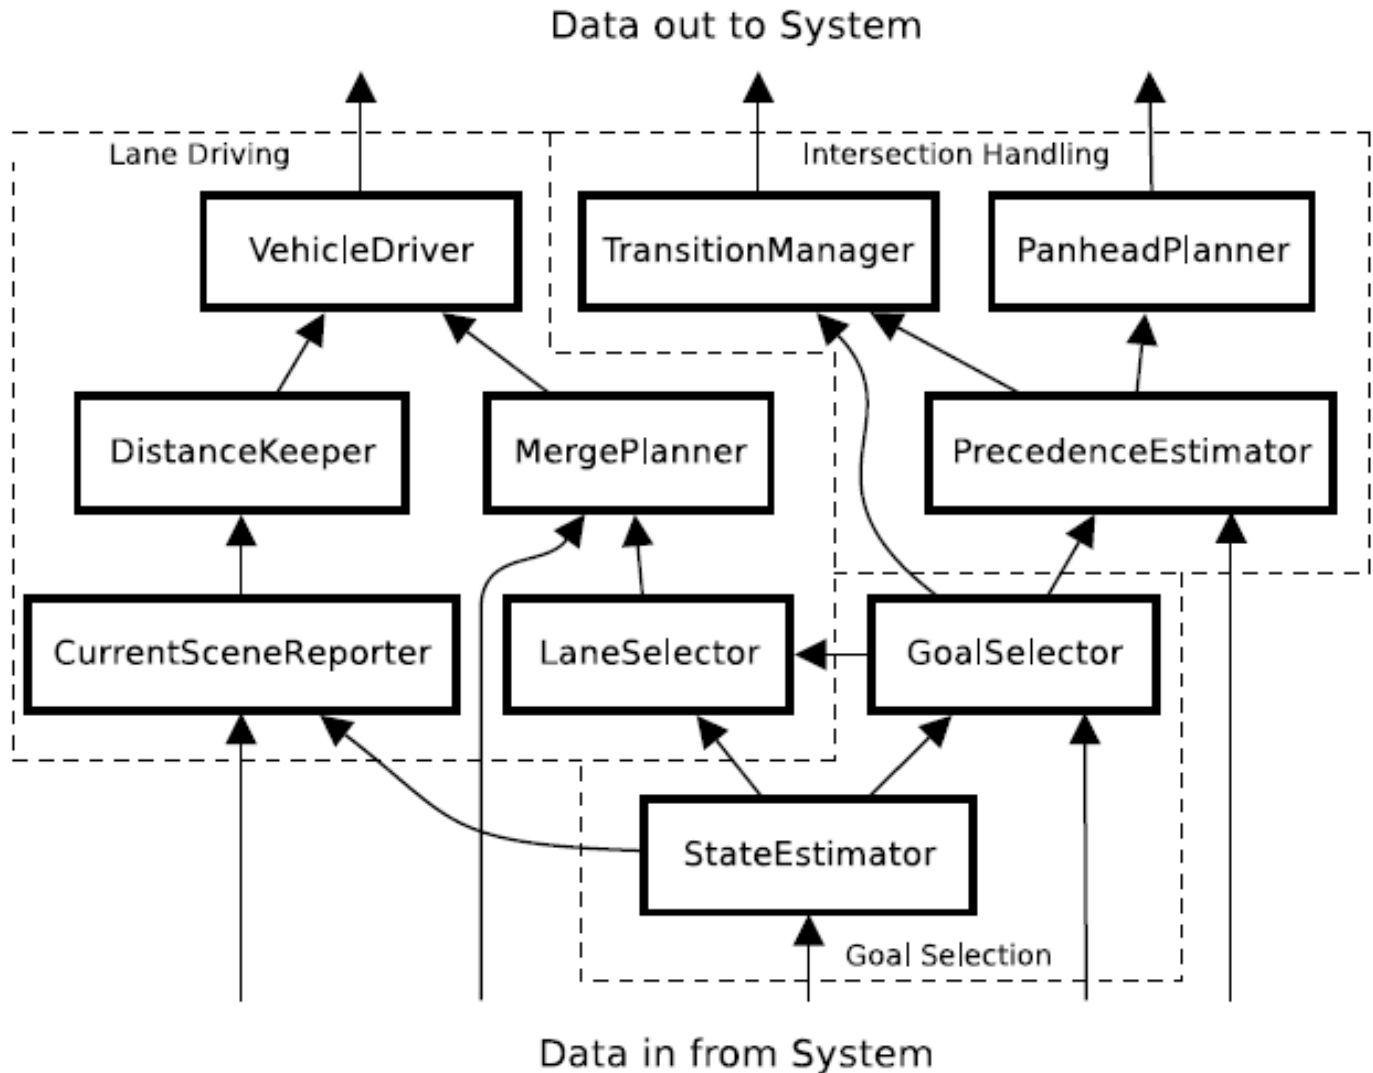 Data out to System
Lane Driving
Intersection Handling
VehicleDriver
TransitionManager
PanheadPlanner
DistanceKeeper
MergePlanner
PrecedenceEstimator
CurrentSceneReporter
LaneSelector
GoalSelector
StateEstimator
Goal Selection
Data in from System